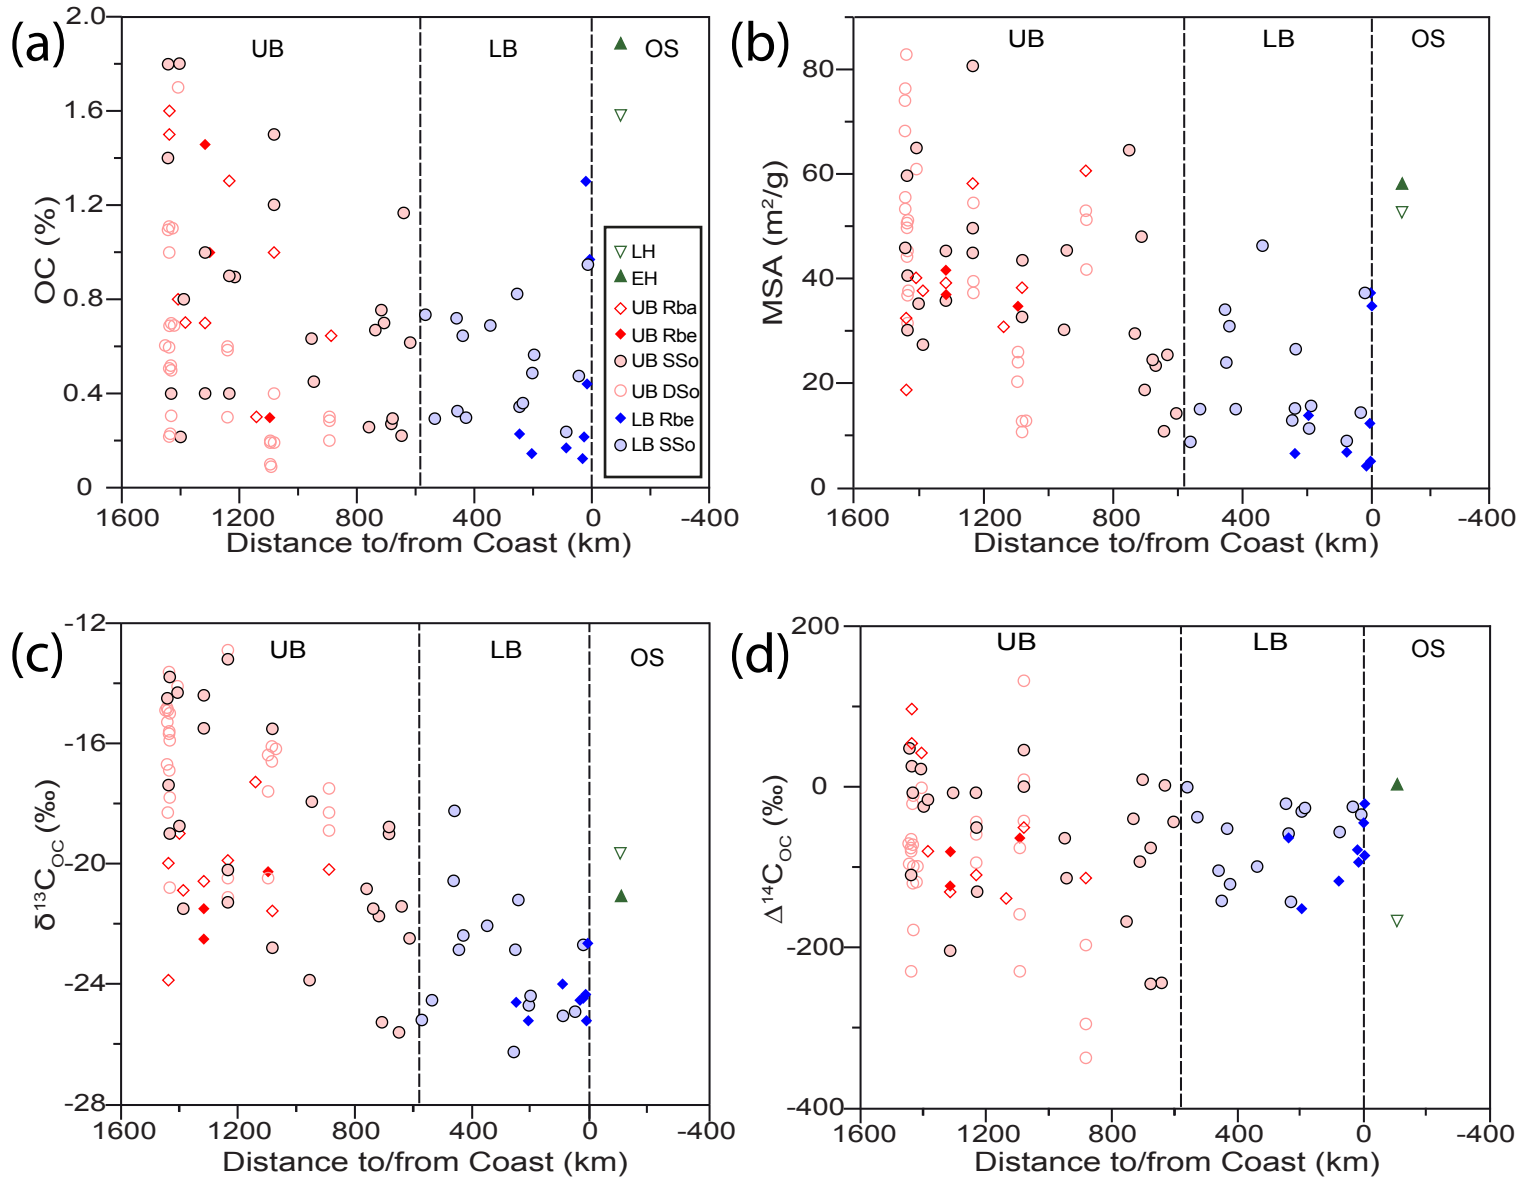 (a)
2.0
1.6
1.2
0.8
0.4
0
OC (%)
UB
LB
OS
LH
EH
UB Rba
UB Rbe
UB SSo
UB DSo
LB Rbe
LB SSo
1600
1200
800
400
0
-400
Distance to/from Coast (km)
(b)
80
60
40
20
0
MSA (m²/g)
UB
LB
OS
1600
1200
800
400
0
-400
Distance to/from Coast (km)
(c)
-12
-16
-20
-24
-28
δ¹³C_OC (‰)
UB
LB
OS
1600
1200
800
400
0
-400
Distance to/from Coast (km)
(d)
200
0
-200
-400
Δ¹⁴C_OC (‰)
UB
LB
OS
1600
1200
800
400
0
-400
Distance to/from Coast (km)